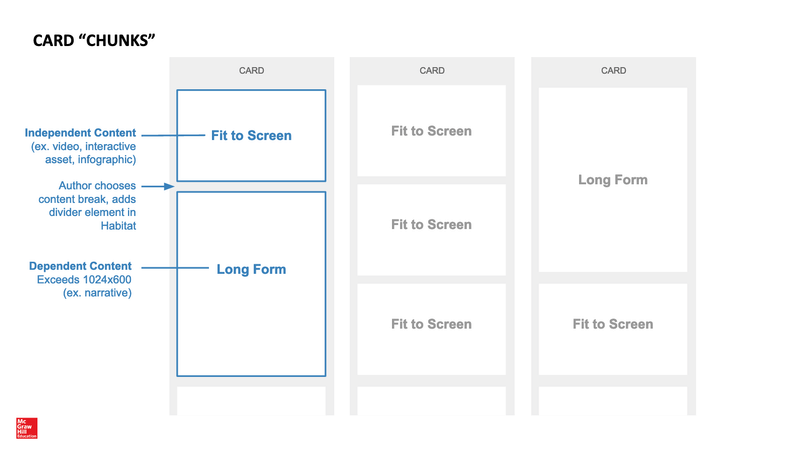 CARD “CHUNKS”
CARD
CARD
CARD
Independent Content
(ex. video, interactive
asset, infographic)
Fit to Screen
Author chooses
content break, adds
divider element in
Habitat
Dependent Content
Exceeds 1024x600
(ex. narrative)
Long Form
Fit to Screen
Fit to Screen
Fit to Screen
Long Form
Fit to Screen
Mc
Graw
Hill
Education